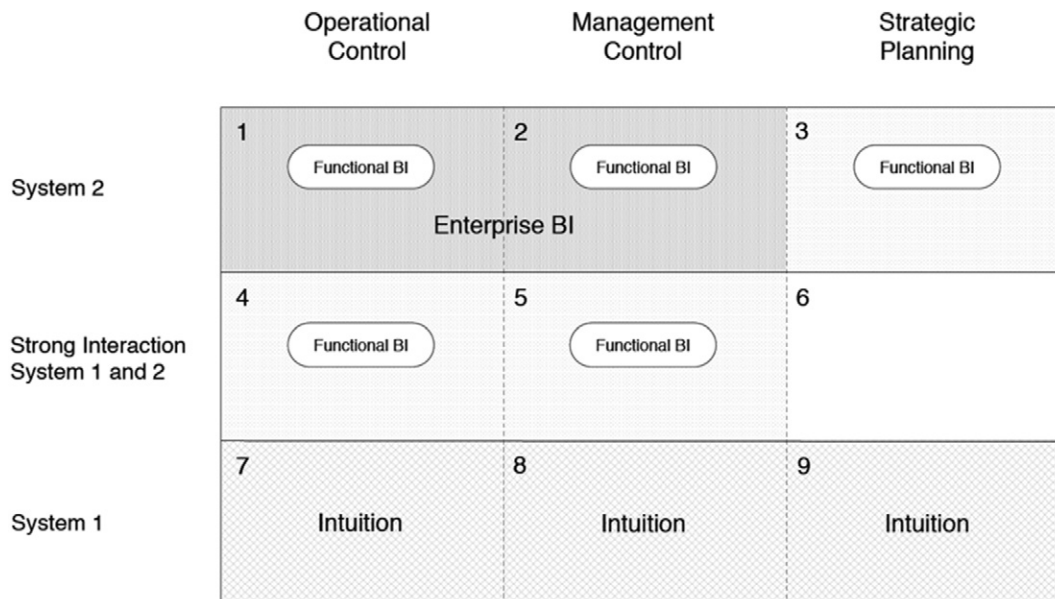 Operational
Control
Management
Control
Strategic
Planning
System 2
1
Functional BI
2
Functional BI
3
Functional BI
Enterprise BI
Strong Interaction
System 1 and 2
4
Functional BI
5
Functional BI
6
System 1
7
Intuition
8
Intuition
9
Intuition